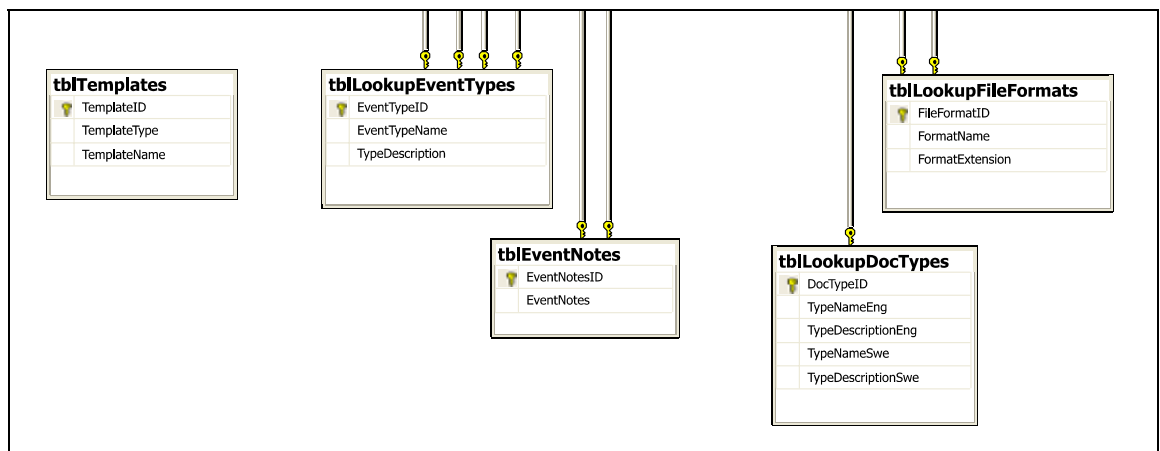 tblTemplates
TemplateID
TemplateType
TemplateName
tblLookupEventTypes
EventTypeID
EventTypeName
TypeDescription
tblLookupFileFormats
FileFormatID
FormatName
FormatExtension
tblEventNotes
EventNotesID
EventNotes
tblLookupDocTypes
DocTypeID
TypeNameEng
TypeDescriptionEng
TypeNameSwe
TypeDescriptionSwe